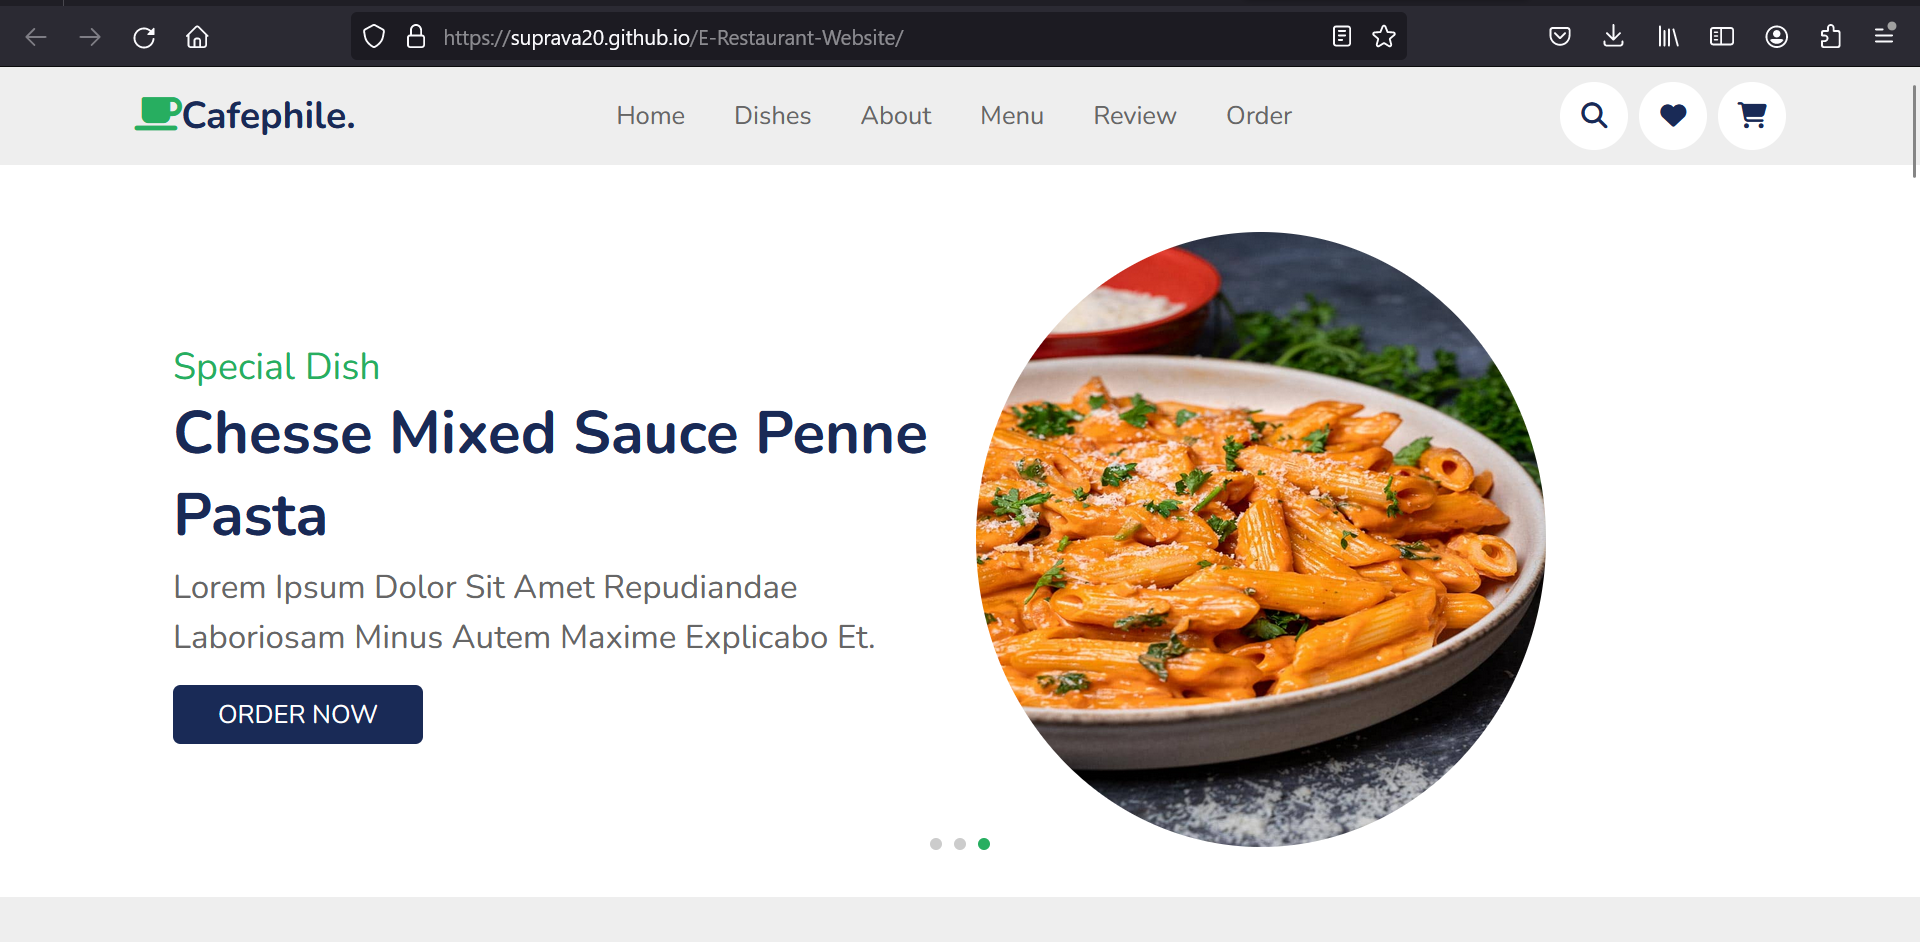 https://suprava20.github.io/E-Restaurant-Website/
Cafephile.
Home
Dishes
About
Menu
Review
Order
Special Dish
Chesse Mixed Sauce Penne
Pasta
Lorem Ipsum Dolor Sit Amet Repudiandae
Laboriosam Minus Autem Maxime Explicabo Et.
ORDER NOW